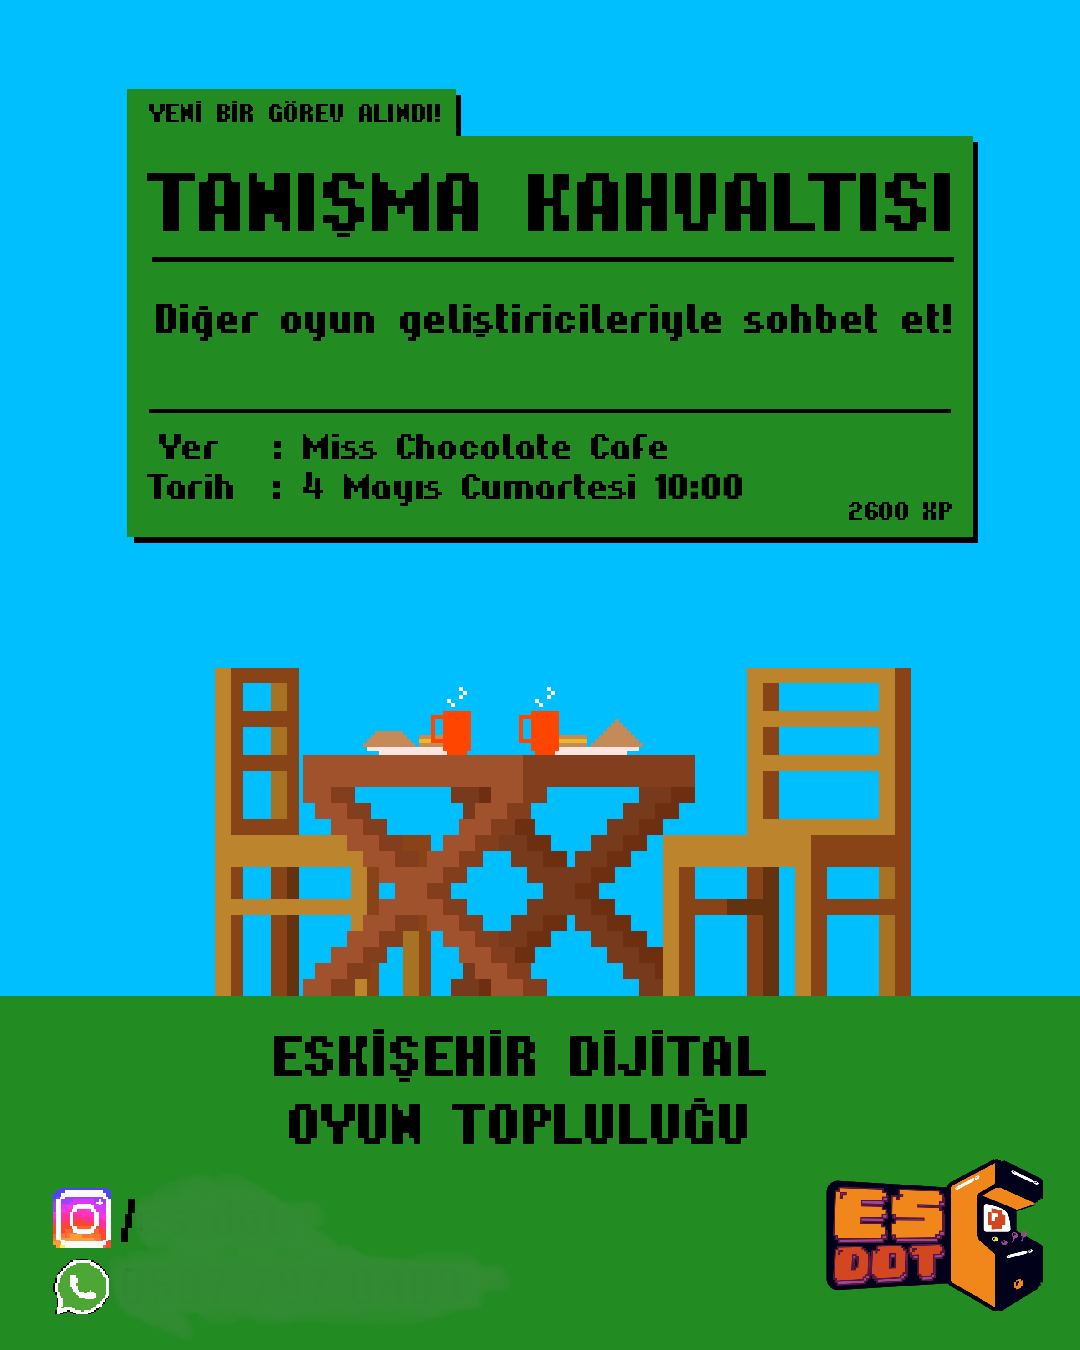 YENİ BİR GÖREV ALINDI!
TANIŞMA KAHVALTISI
Diğer oyun geliştiricileriyle sohbet et!
Yer : Miss Chocolate Cafe
Tarih : 4 Mayıs Cumartesi 10:00
2600 XP
ESKİŞEHİR DİJİTAL
OYUN TOPLULUĞU
/
ES
DOT